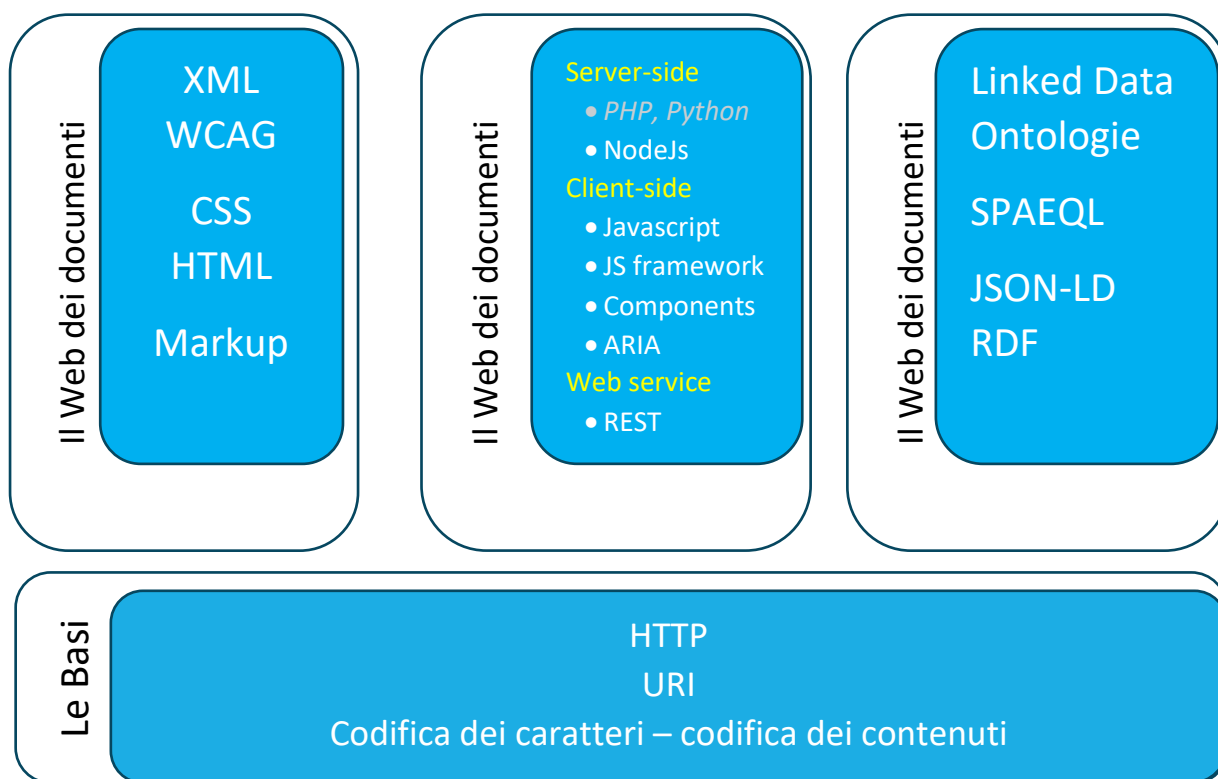 Il Web dei documenti
XML
WCAG
CSS
HTML
Markup
Il Web dei documenti
Server-side
• PHP, Python
• NodeJs
Client-side
• Javascript
• JS framework
• Components
• ARIA
Web service
• REST
Il Web dei documenti
Linked Data
Ontologie
SPAEQL
JSON-LD
RDF
Le Basi
HTTP
URI
Codifica dei caratteri – codifica dei contenuti